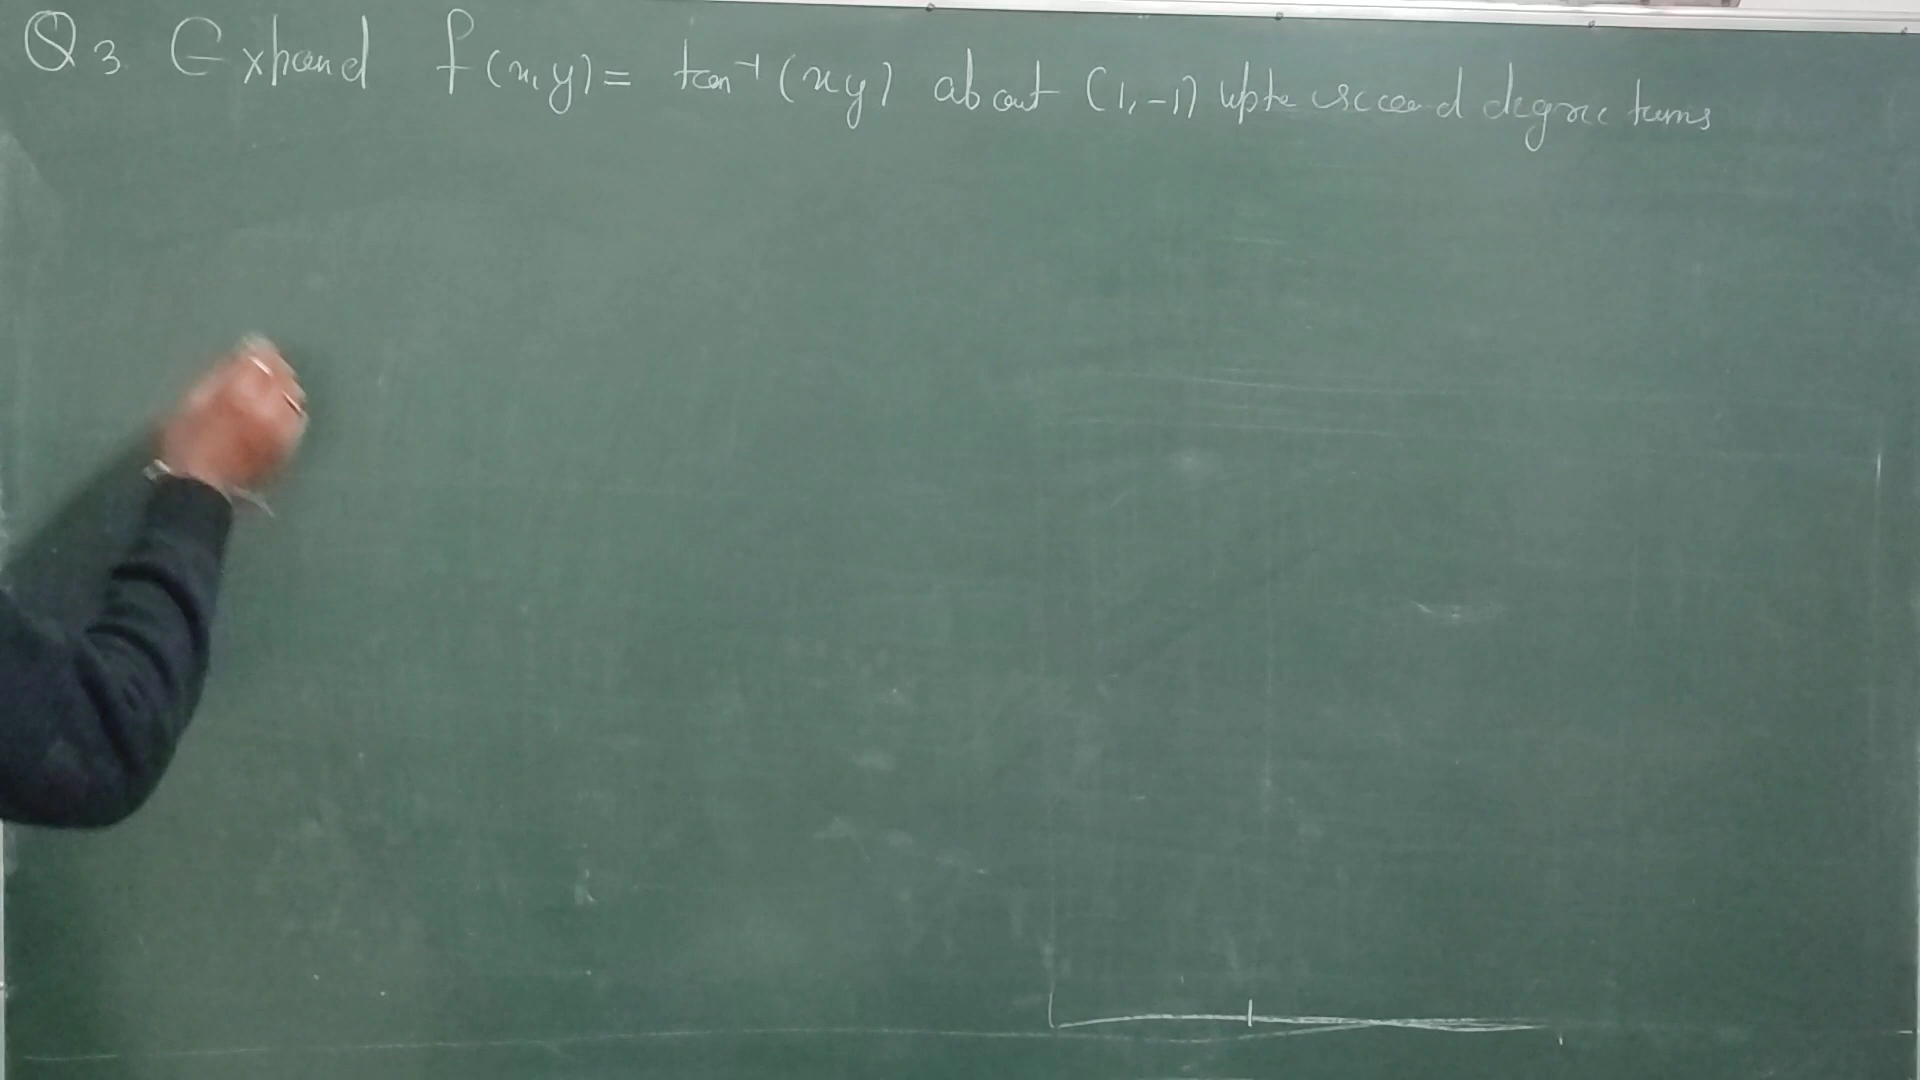 Q3 Expand f(x,y) = tan⁻¹(xy) about (1,-1) upto second degree terms